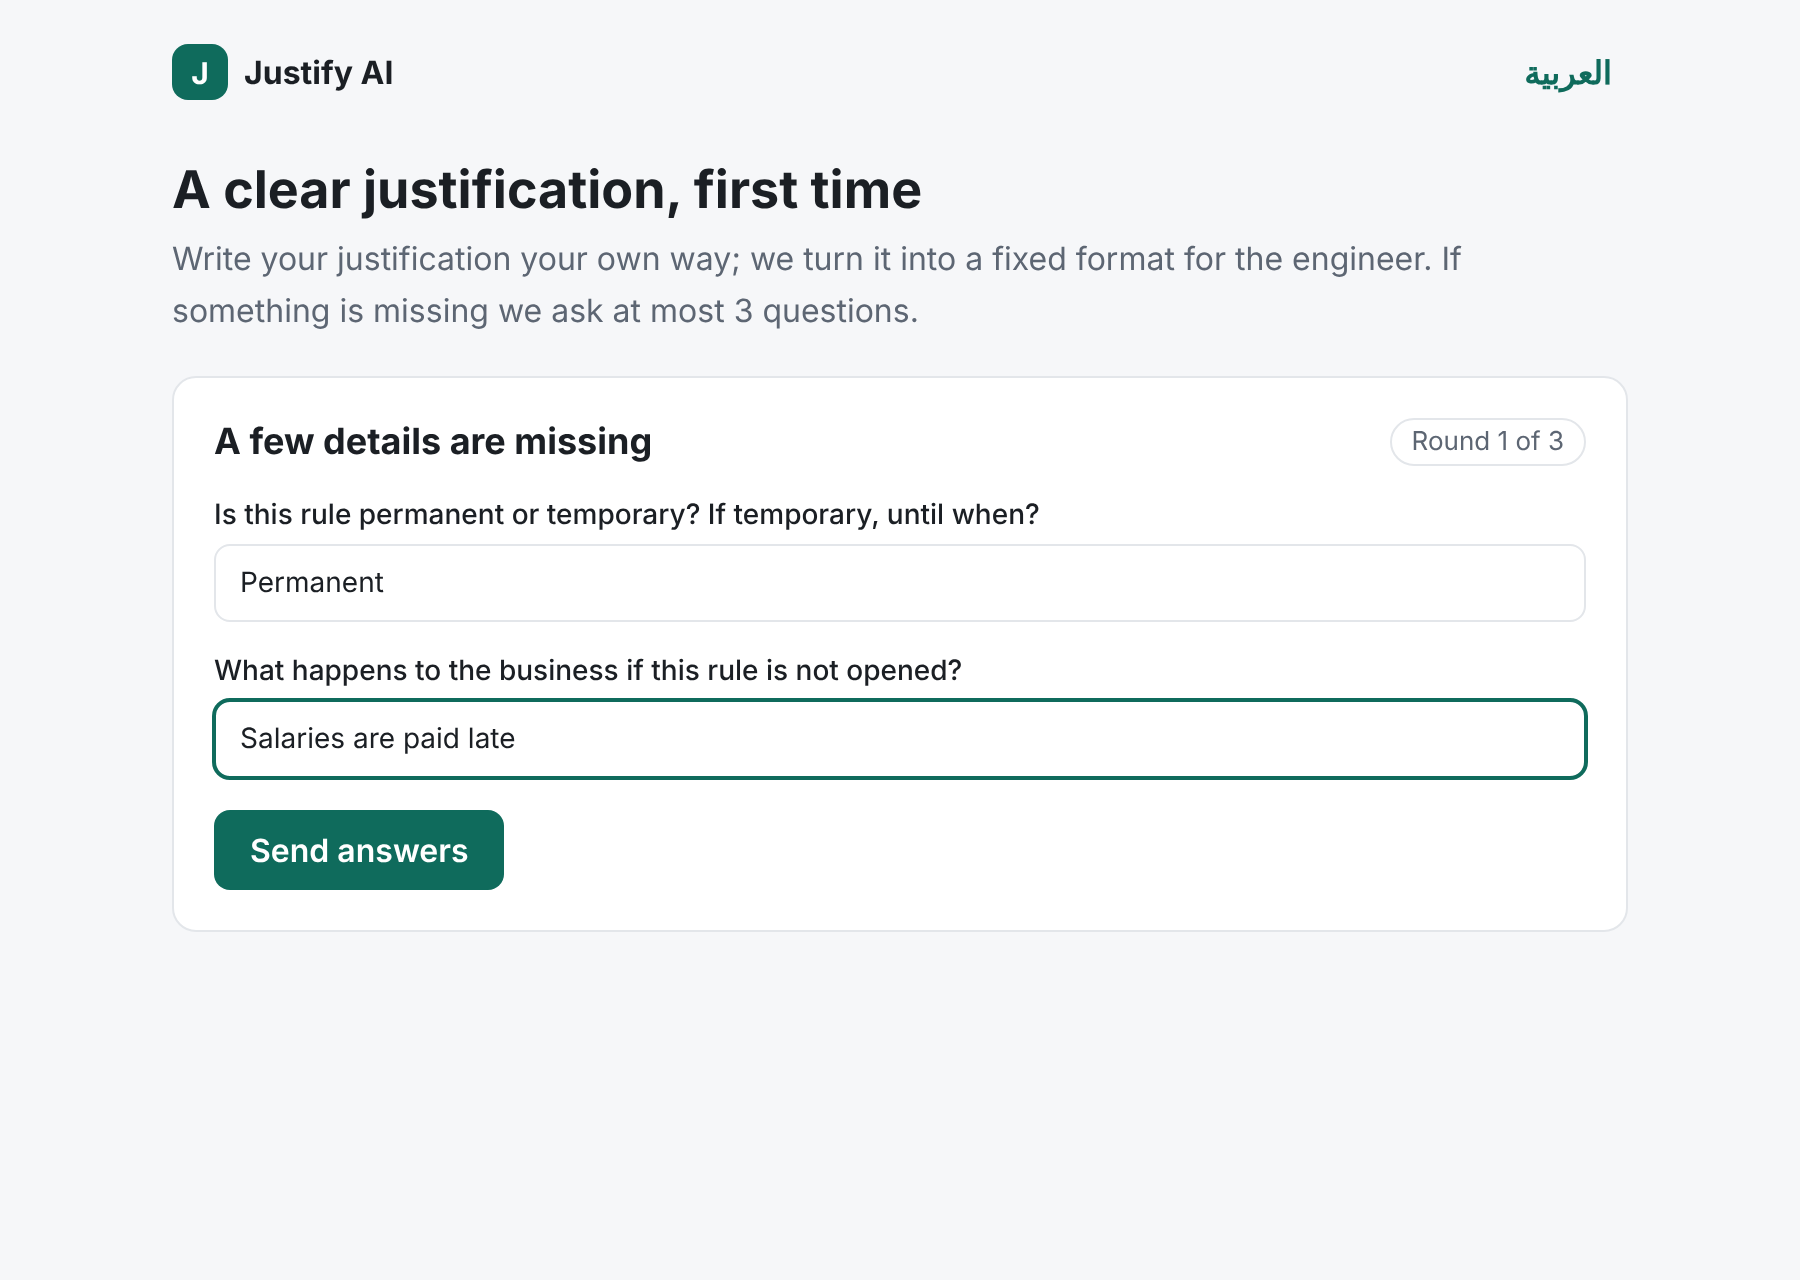 J
Justify AI
العربية
A clear justification, first time
Write your justification your own way; we turn it into a fixed format for the engineer. If
something is missing we ask at most 3 questions.
A few details are missing
Round 1 of 3
Is this rule permanent or temporary? If temporary, until when?
Permanent
What happens to the business if this rule is not opened?
Salaries are paid late
Send answers